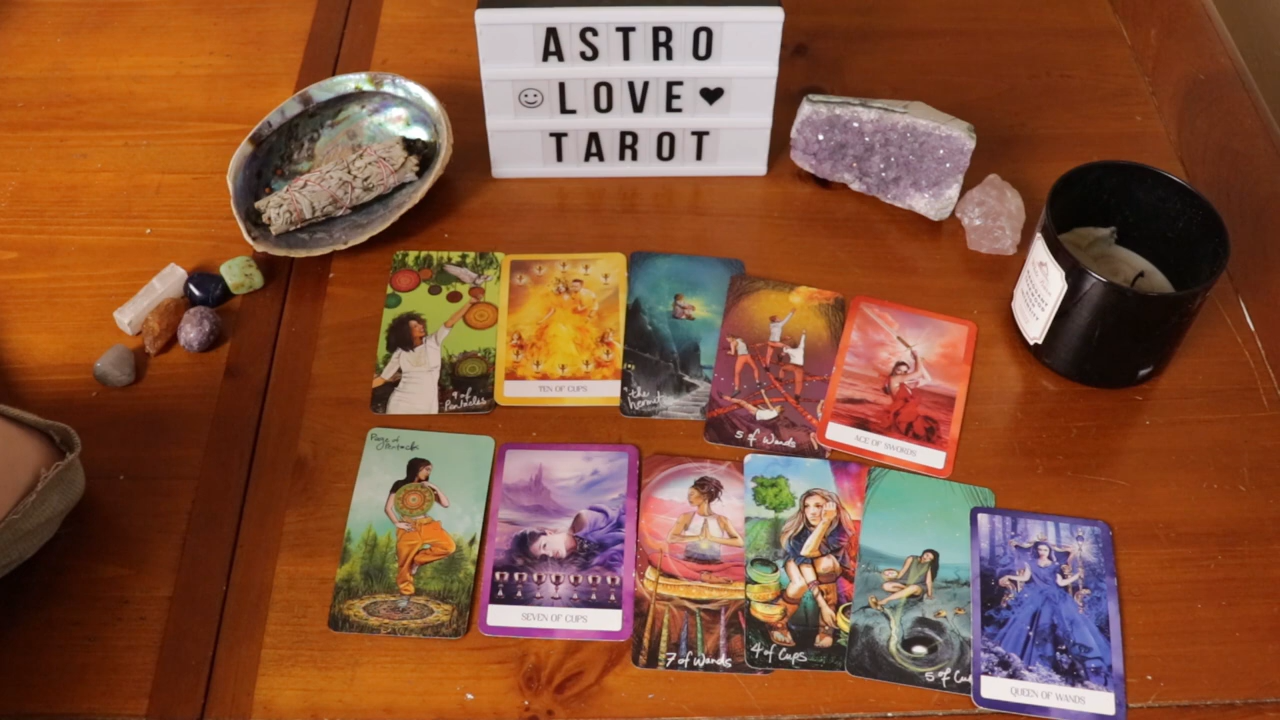 ASTRO
☺LOVE♥
TAROT
9 of Pentacles
TEN OF CUPS
the hermit
5 of Wands
ACE OF SWORDS
Page of Pentacles
SEVEN OF CUPS
7 of Wands
4 of Cups
5 of Cu
QUEEN OF WANDS